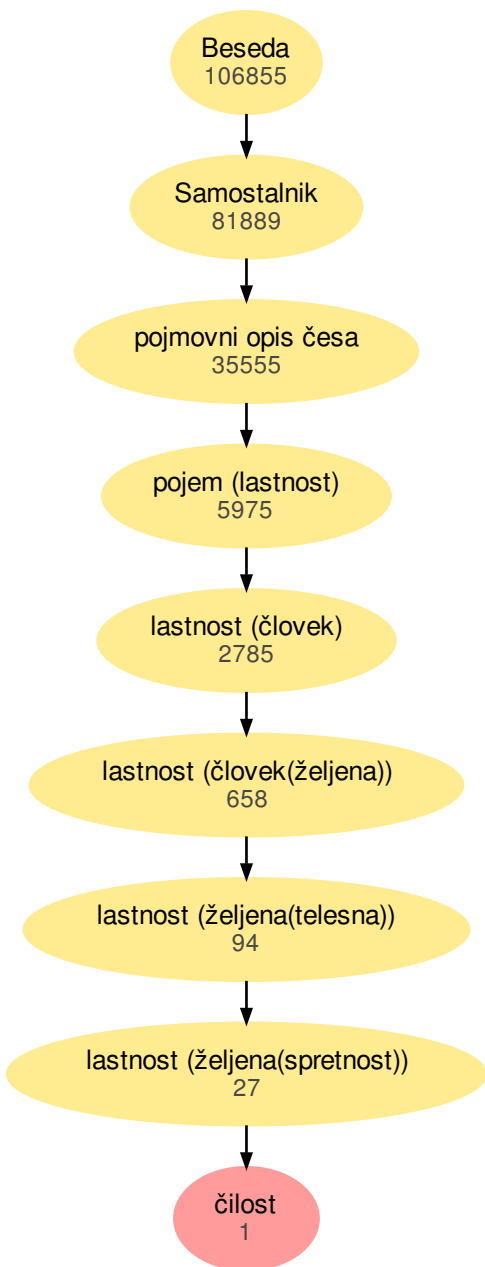 Beseda
106855
Samostalnik
81889
pojmovni opis česa
35555
pojem (lastnost)
5975
lastnost (človek)
2785
lastnost (človek(željena))
658
lastnost (željena(telesna))
94
lastnost (željena(spretnost))
27
čilost
1